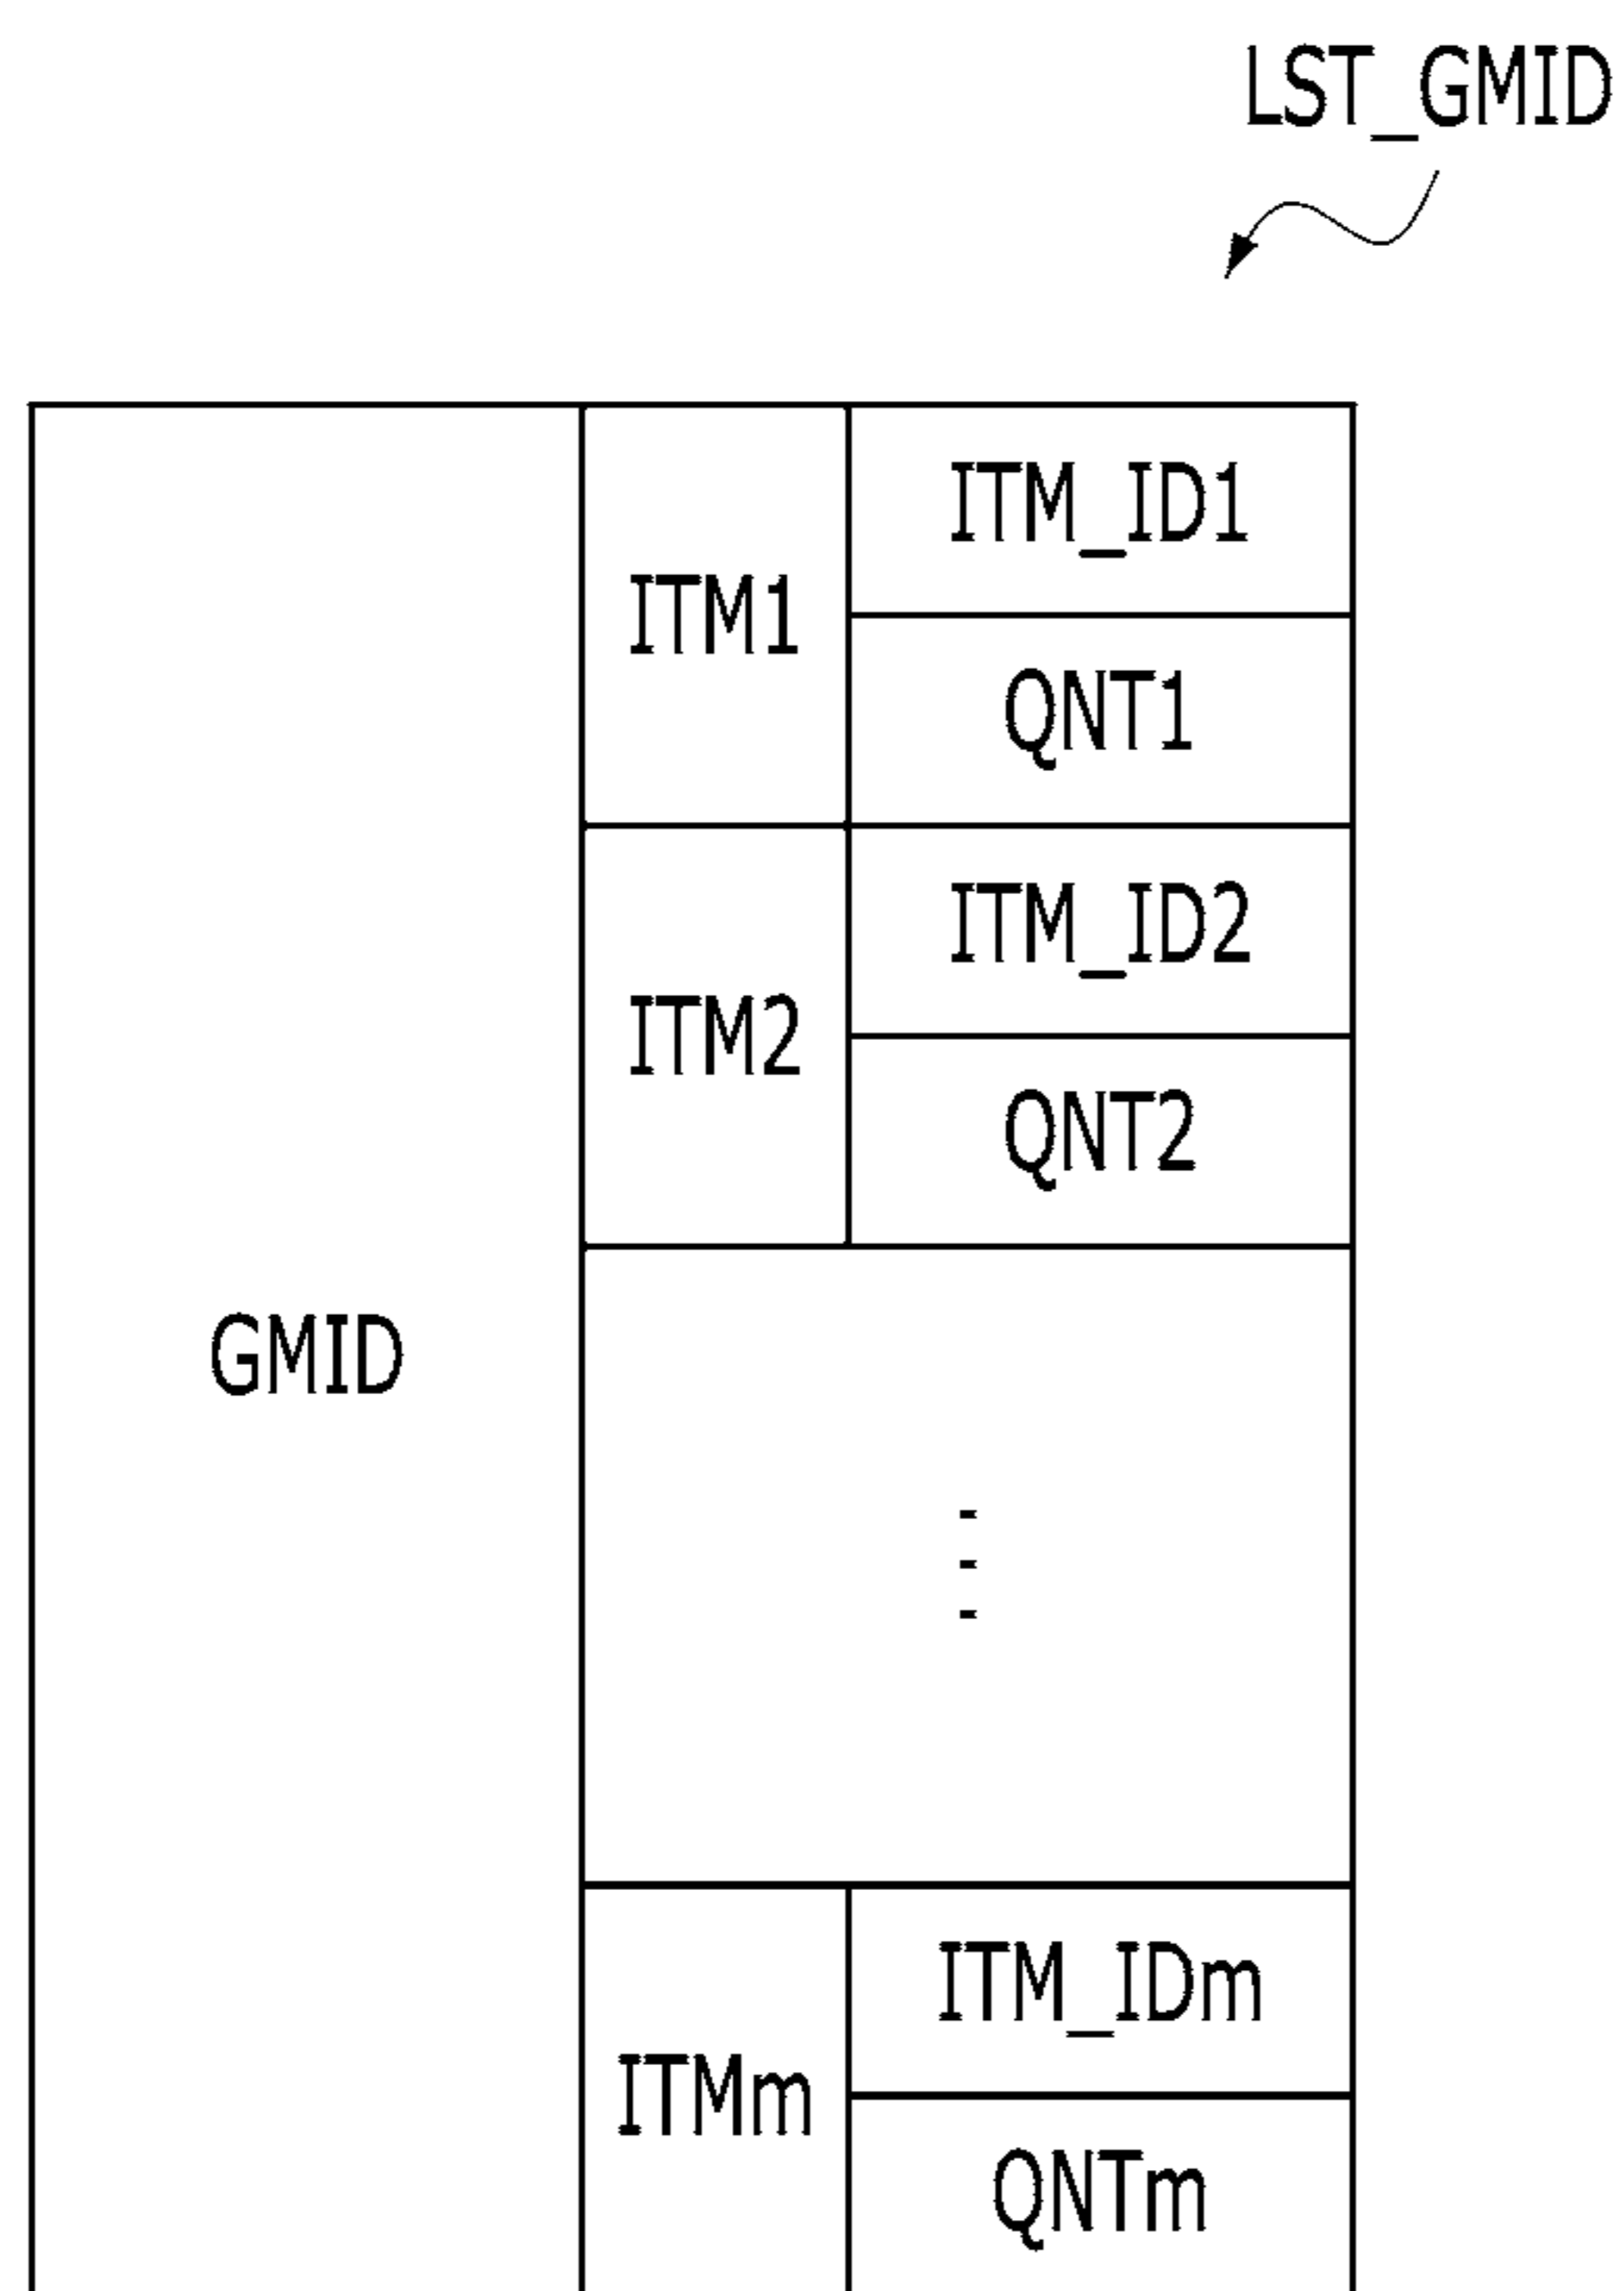 LST_GMID
ITM_ID1
ITM1
QNT1
ITM_ID2
ITM2
QNT2
GMID
ITM_IDm
ITMm
QNTm